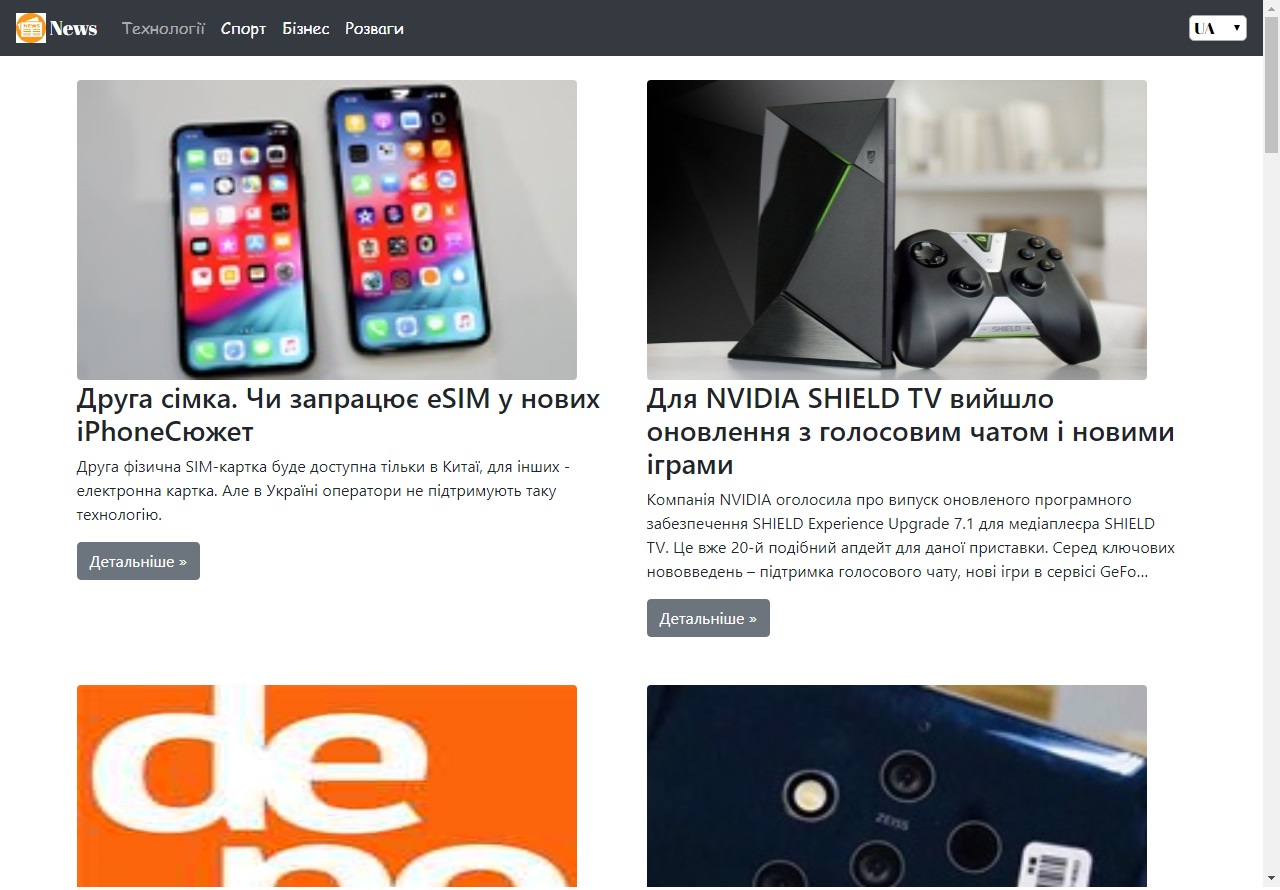 NEWS
News Технології Спорт Бізнес Розваги UA
Друга сімка. Чи запрацює eSIM у нових
iPhoneСюжет
Друга фізична SIM-картка буде доступна тільки в Китаї, для інших -
електронна картка. Але в Україні оператори не підтримують таку
технологію.
Детальніше »
SHIELD
Для NVIDIA SHIELD TV вийшло
оновлення з голосовим чатом і новими
іграми
Компанія NVIDIA оголосила про випуск оновленого програмного
забезпечення SHIELD Experience Upgrade 7.1 для медіаплеєра SHIELD
TV. Це вже 20-й подібний апдейт для даної приставки. Серед ключових
нововведень – підтримка голосового чату, нові ігри в сервісі GeFo...
Детальніше »
de
po
ZEISS